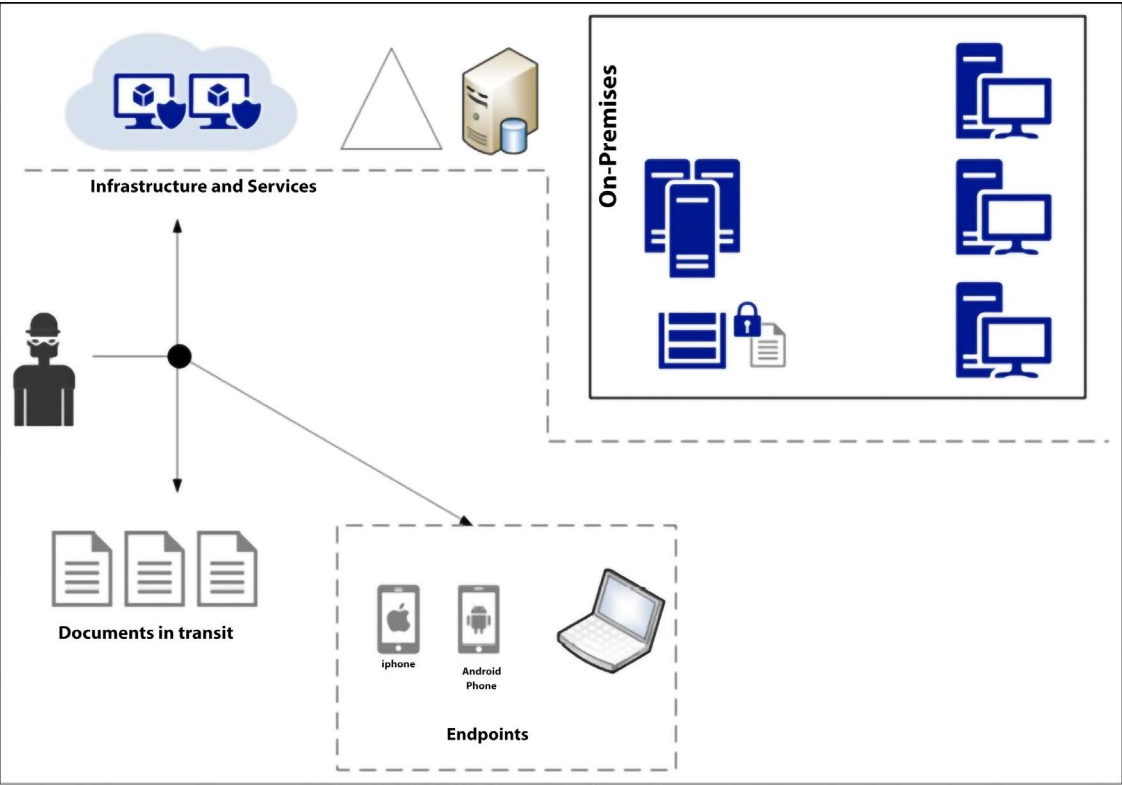 On-Premises
Infrastructure and Services
Documents in transit
iphone
Android
Phone
Endpoints